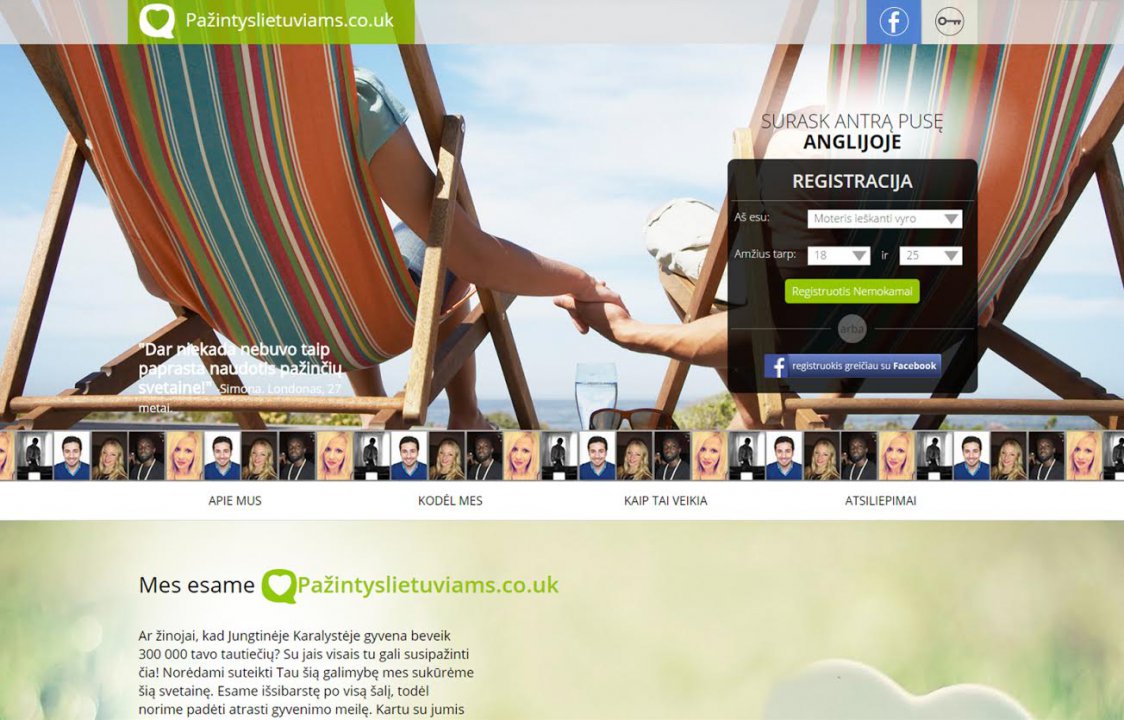 Pažintyslietuviams.co.uk
SURASK ANTRĄ PUSĘ
ANGLIJOJE
REGISTRACIJA
Aš esu: Moteris ieškanti vyro
Amžius tarp: 18 ir 25
Registruotis Nemokamai
arba
registruokis greičiau su Facebook
"Dar niekada nebuvo taip
paprasta naudotis pažinčių
svetaine!" Simona, Londonas, 27
metai.
APIE MUS KODĖL MES KAIP TAI VEIKIA ATSILIEPIMAI
Mes esame Pažintyslietuviams.co.uk
Ar žinojai, kad Jungtinėje Karalystėje gyvena beveik
300 000 tavo tautiečių? Su jais visais tu gali susipažinti
čia! Norėdami suteikti Tau šią galimybę mes sukūrėme
šią svetainę. Esame išsibarstę po visą šalį, todėl
norime padėti atrasti gyvenimo meilę. Kartu su jumis